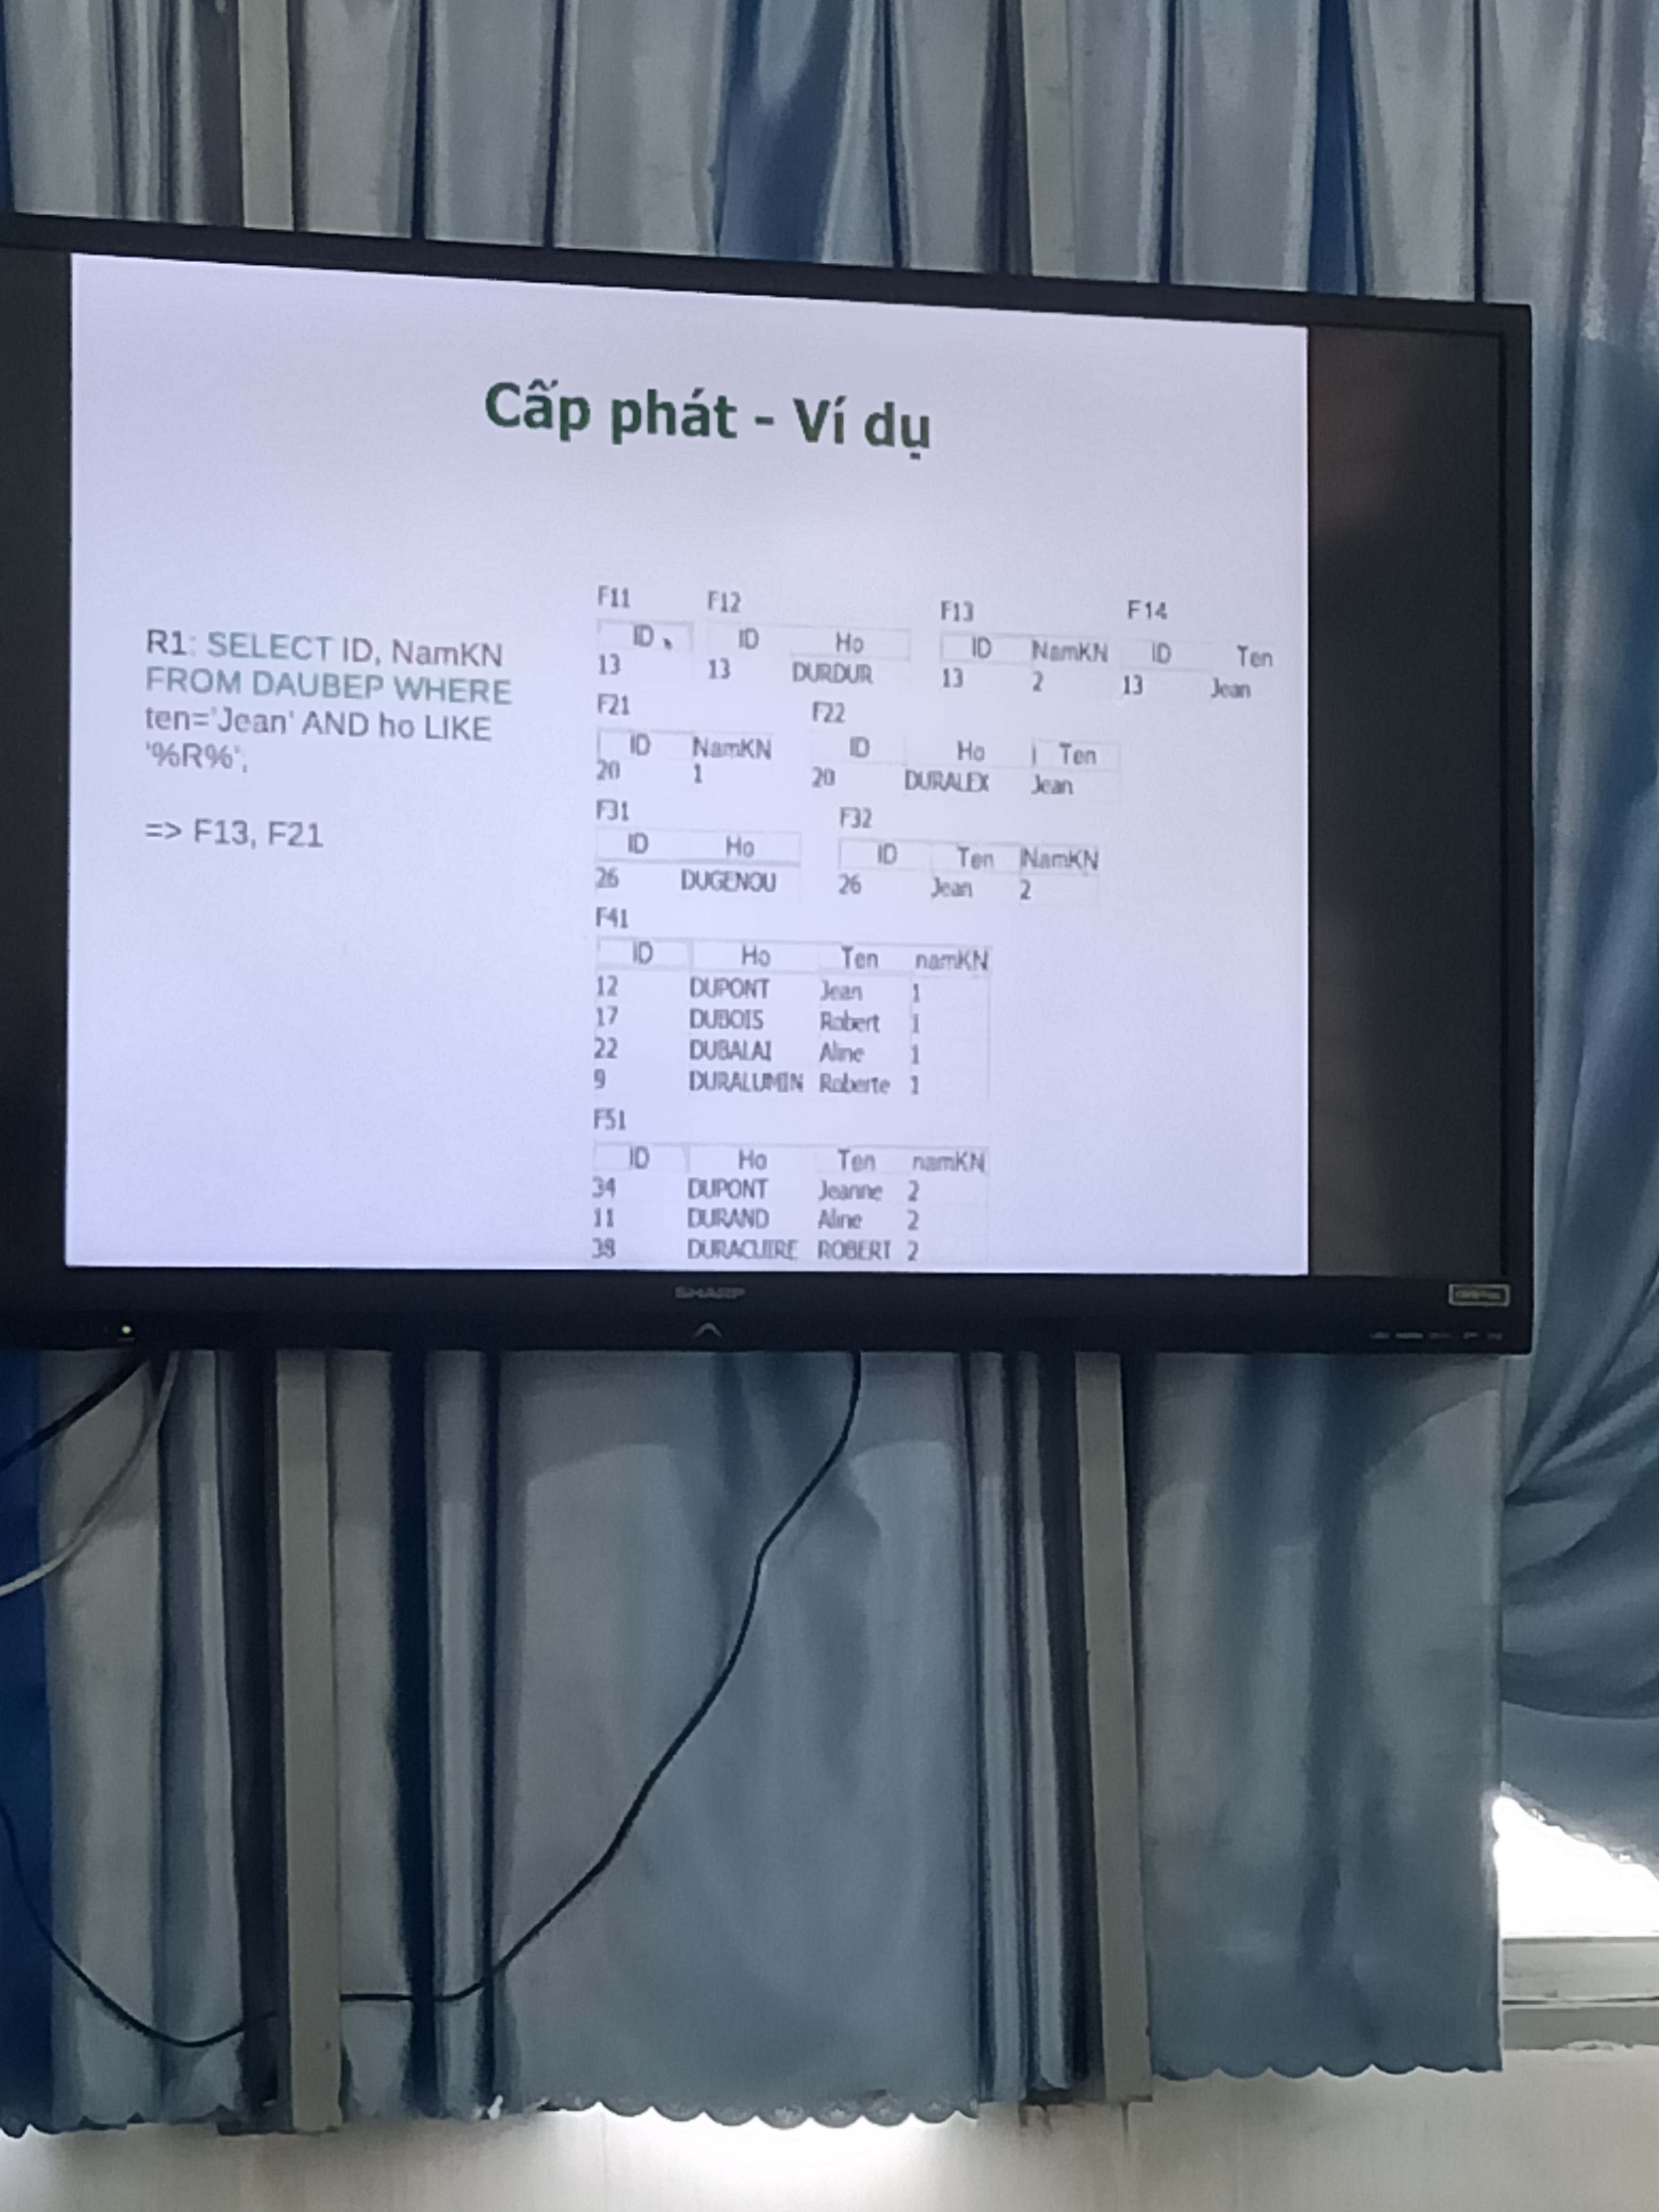 Cấp phát - Ví dụ
R1: SELECT ID, NamKN
FROM DAUBEP WHERE
ten='Jean' AND ho LIKE
'%R%';
=> F13, F21
F11 F12 F13 F14
ID ID Ho ID NamKN ID Ten
13 13 DURDUR 13 2 13 Jean
F21 F22
ID NamKN ID Ho Ten
20 1 20 DURALEX Jean
F31 F32
ID Ho ID Ten NamKN
26 DUGENOU 26 Jean 2
F41
ID Ho Ten namKN
12 DUPONT Jean 1
17 DUBOIS Robert 1
22 DUBALAI Aline 1
9 DURALUMIN Roberte 1
F51
ID Ho Ten namKN
34 DUPONT Jeanne 2
11 DURAND Aline 2
38 DURACUIRE ROBERT 2
SHARP